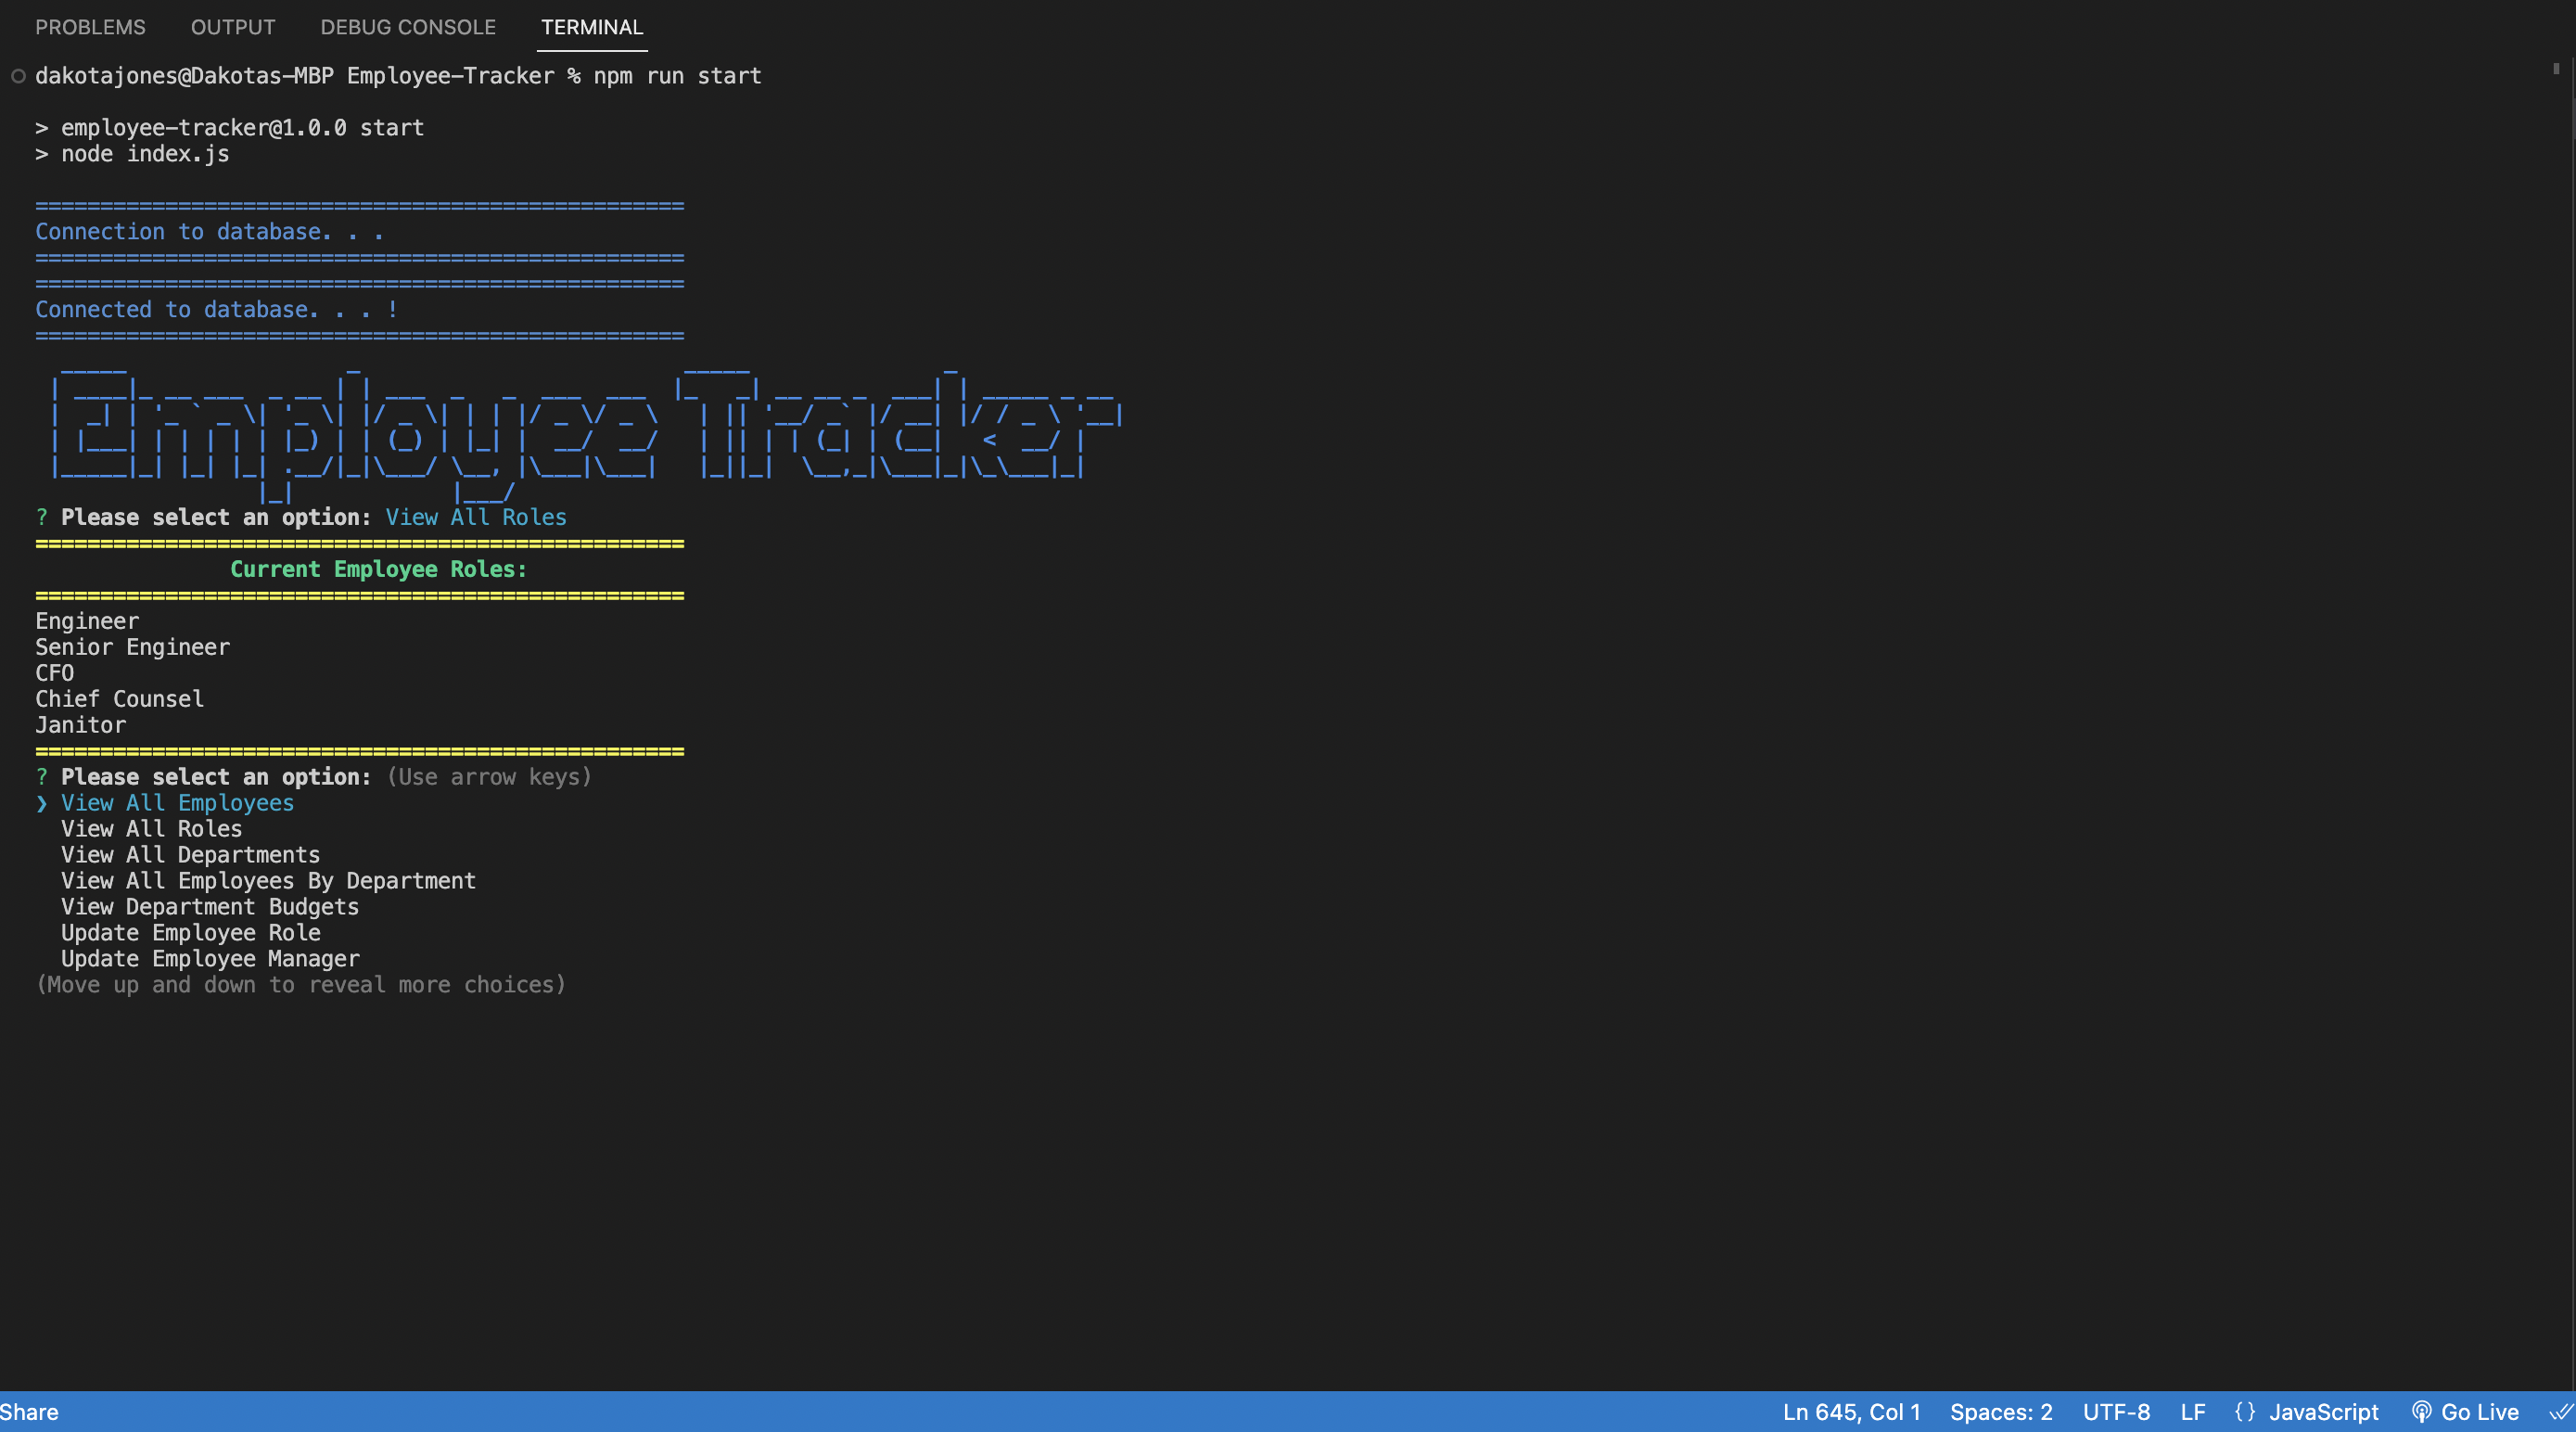 PROBLEMS OUTPUT DEBUG CONSOLE TERMINAL
dakotajones@Dakotas-MBP Employee-Tracker % npm run start
> employee-tracker@1.0.0 start
> node index.js
==================================================
Connection to database. . .
==================================================
==================================================
Connected to database. . . !
==================================================
Employee Tracker
? Please select an option: View All Roles
==================================================
Current Employee Roles:
==================================================
Engineer
Senior Engineer
CFO
Chief Counsel
Janitor
==================================================
? Please select an option: (Use arrow keys)
❯ View All Employees
View All Roles
View All Departments
View All Employees By Department
View Department Budgets
Update Employee Role
Update Employee Manager
(Move up and down to reveal more choices)
Share Ln 645, Col 1 Spaces: 2 UTF-8 LF {} JavaScript Go Live